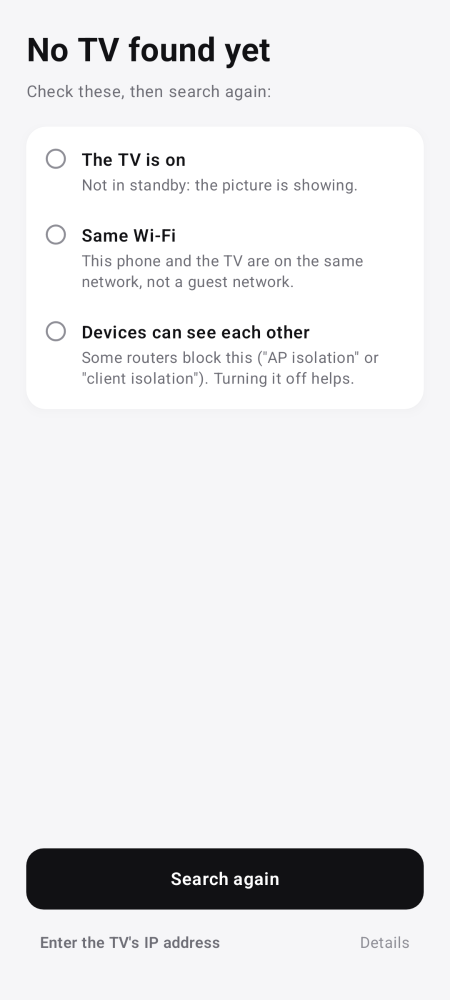 No TV found yet
Check these, then search again:
The TV is on
Not in standby: the picture is showing.
Same Wi-Fi
This phone and the TV are on the same
network, not a guest network.
Devices can see each other
Some routers block this ("AP isolation" or
"client isolation"). Turning it off helps.
Search again
Enter the TV's IP address
Details